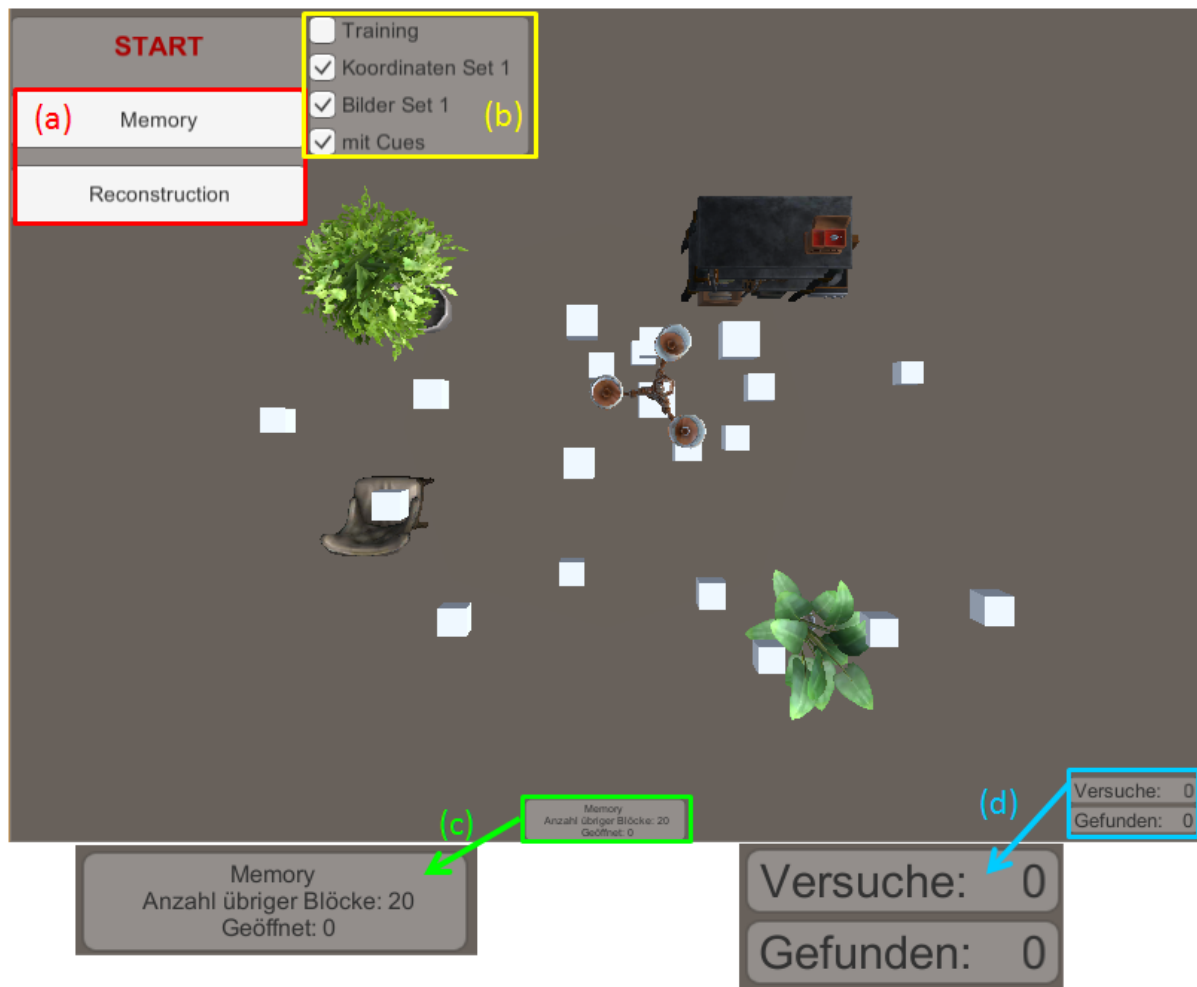 START
(a)
Memory
Reconstruction
Training
Koordinaten Set 1
Bilder Set 1
(b)
mit Cues
(c)
Memory
Anzahl übriger Blöcke: 20
Geöffnet: 0
(d)
Versuche: 0
Gefunden: 0
Memory
Anzahl übriger Blöcke: 20
Geöffnet: 0
Versuche: 0
Gefunden: 0